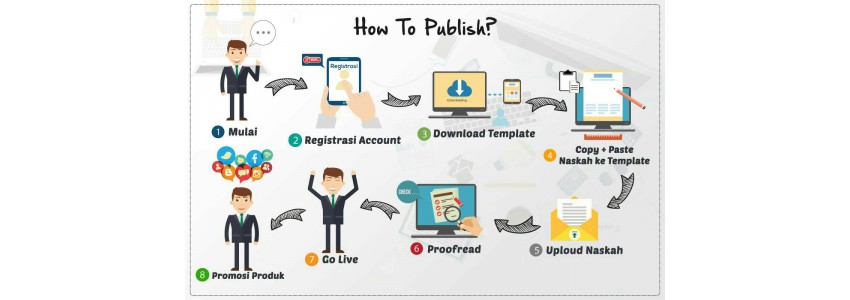 How To Publish?
Registrasi
1 Mulai
2 Registrasi Account
Downloading...
3 Download Template
4 Copy + Paste
Naskah ke Template
5 Uploud Naskah
CHECK
6 Proofread
7 Go Live
8 Promosi Produk